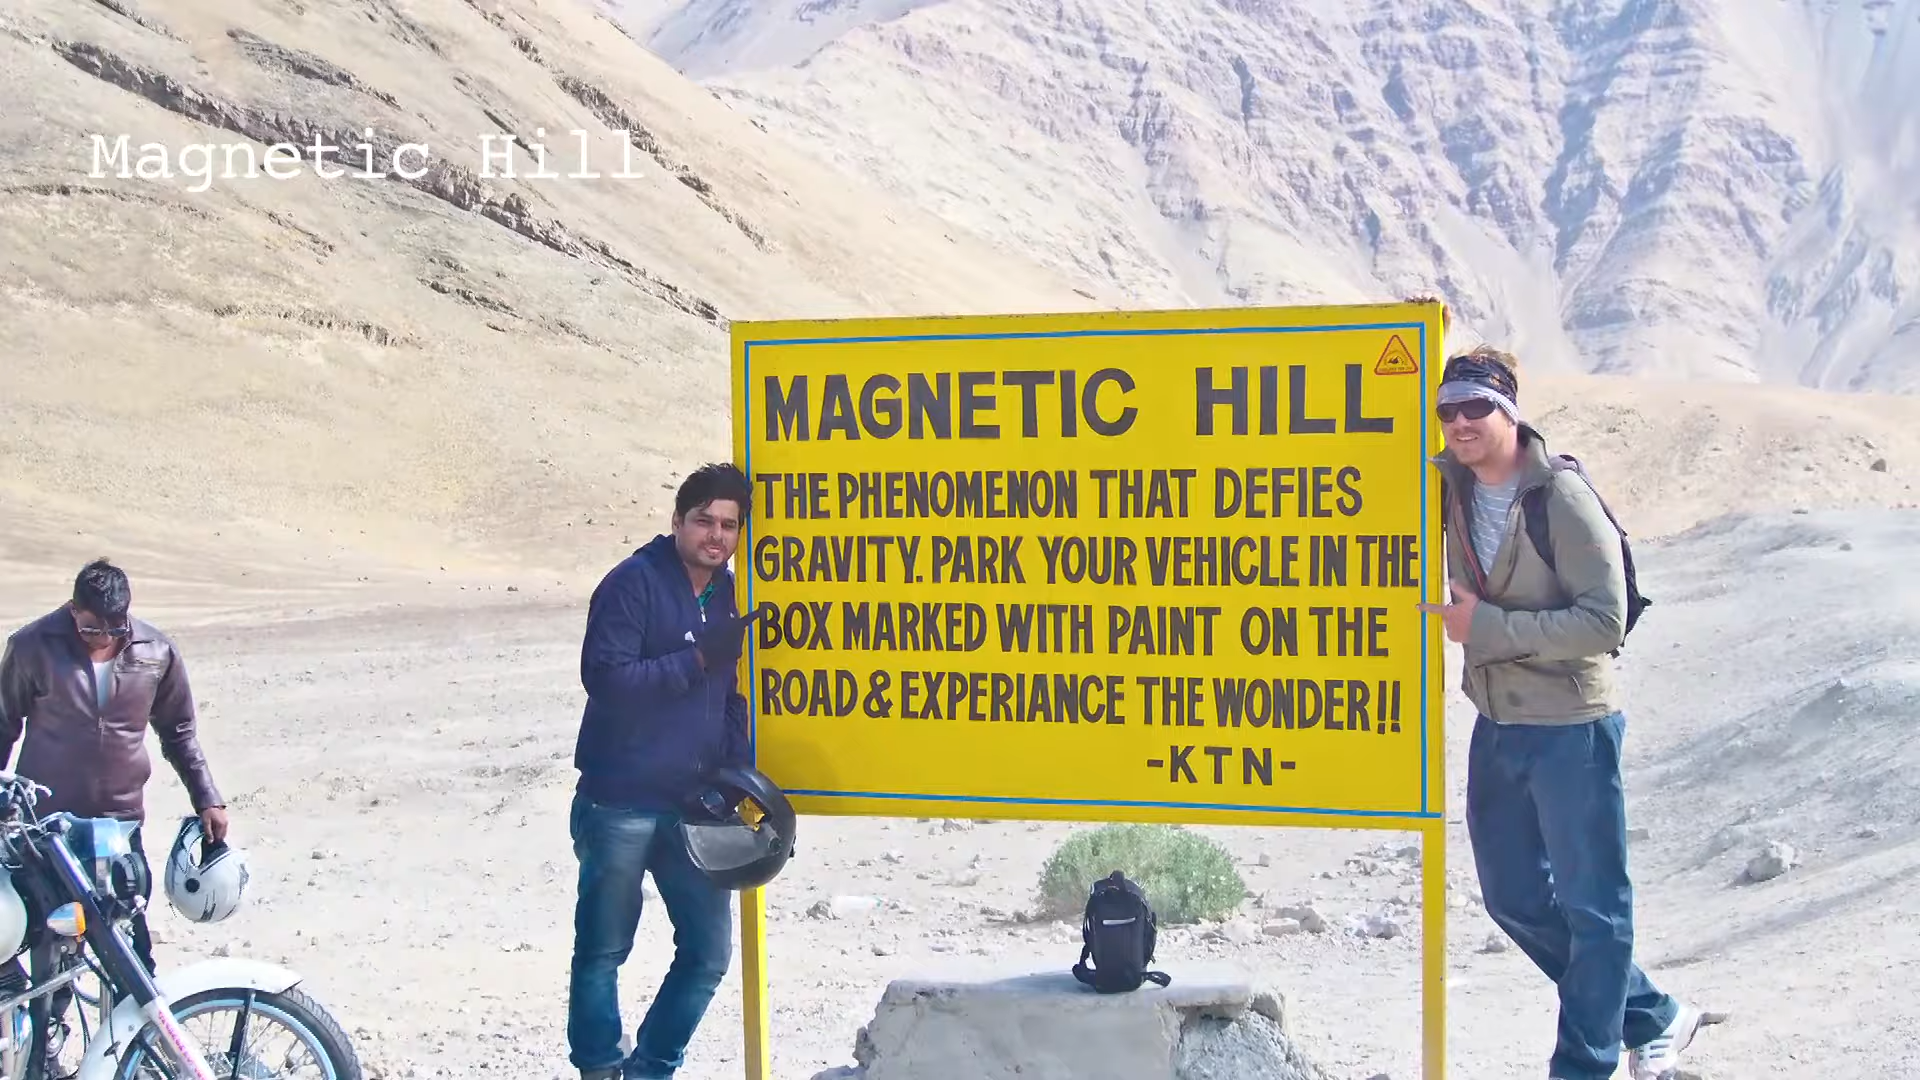 Magnetic Hill
MAGNETIC HILL
THE PHENOMENON THAT DEFIES
GRAVITY. PARK YOUR VEHICLE IN THE
BOX MARKED WITH PAINT ON THE
ROAD & EXPERIANCE THE WONDER!!
-KTN-